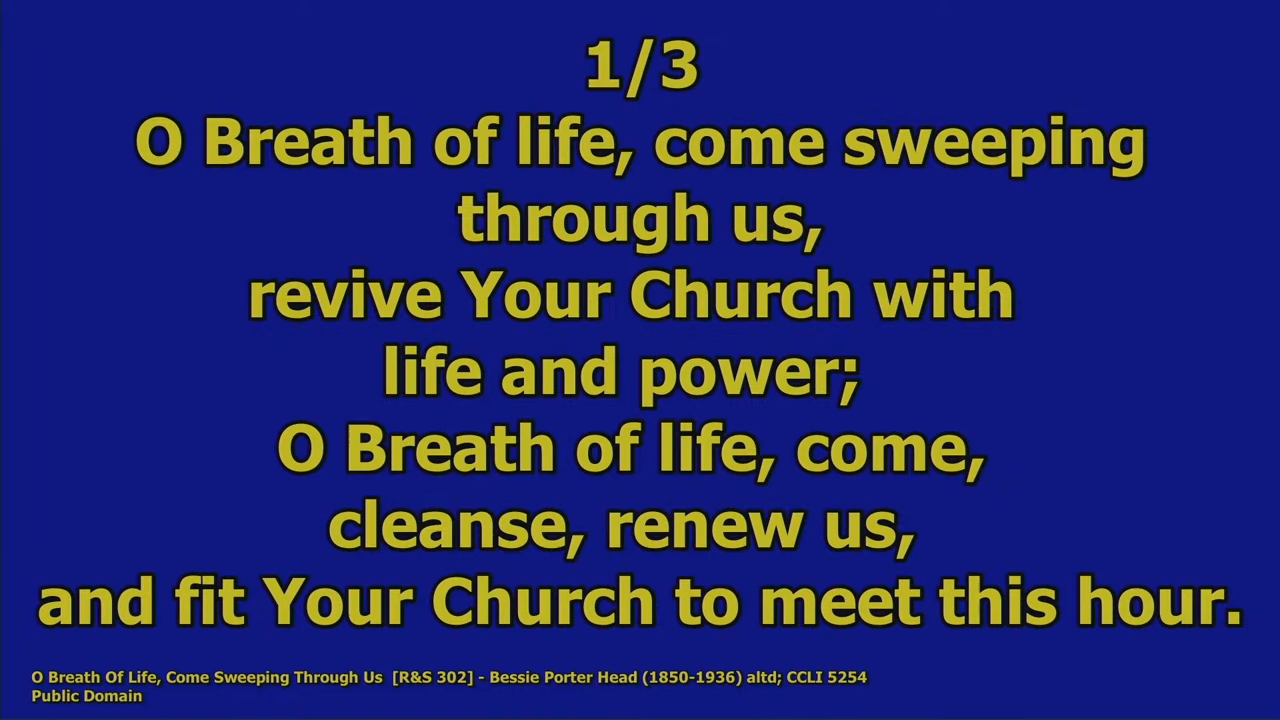 1/3
O Breath of life, come sweeping
through us,
revive Your Church with
life and power;
O Breath of life, come,
cleanse, renew us,
and fit Your Church to meet this hour.
O Breath Of Life, Come Sweeping Through Us [R&S 302] - Bessie Porter Head (1850-1936) altd; CCLI 5254
Public Domain